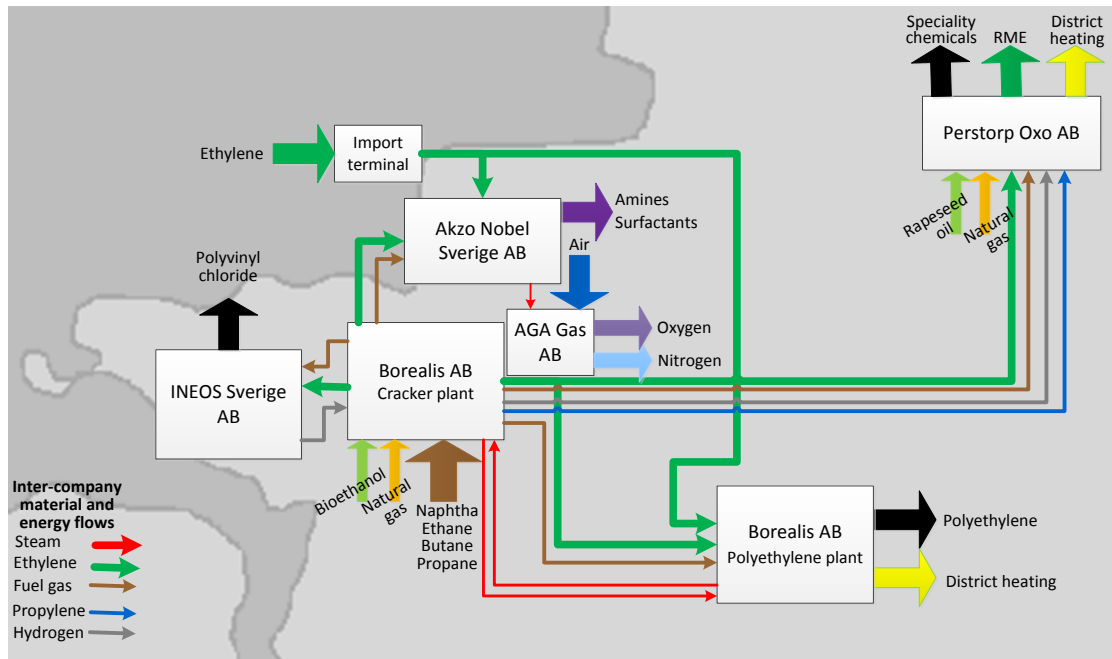 Speciality
chemicals
RME
District
heating
Perstorp Oxo AB
Rapeseed
oil
Natural
gas
Ethylene
Import
terminal
Akzo Nobel
Sverige AB
Amines
Surfactants
Air
Polyvinyl
chloride
AGA Gas
AB
Oxygen
Nitrogen
INEOS Sverige
AB
Borealis AB
Cracker plant
Bioethanol
Natural
gas
Naphtha
Ethane
Butane
Propane
Borealis AB
Polyethylene plant
Polyethylene
District heating
Inter-company
material and
energy flows
Steam
Ethylene
Fuel gas
Propylene
Hydrogen